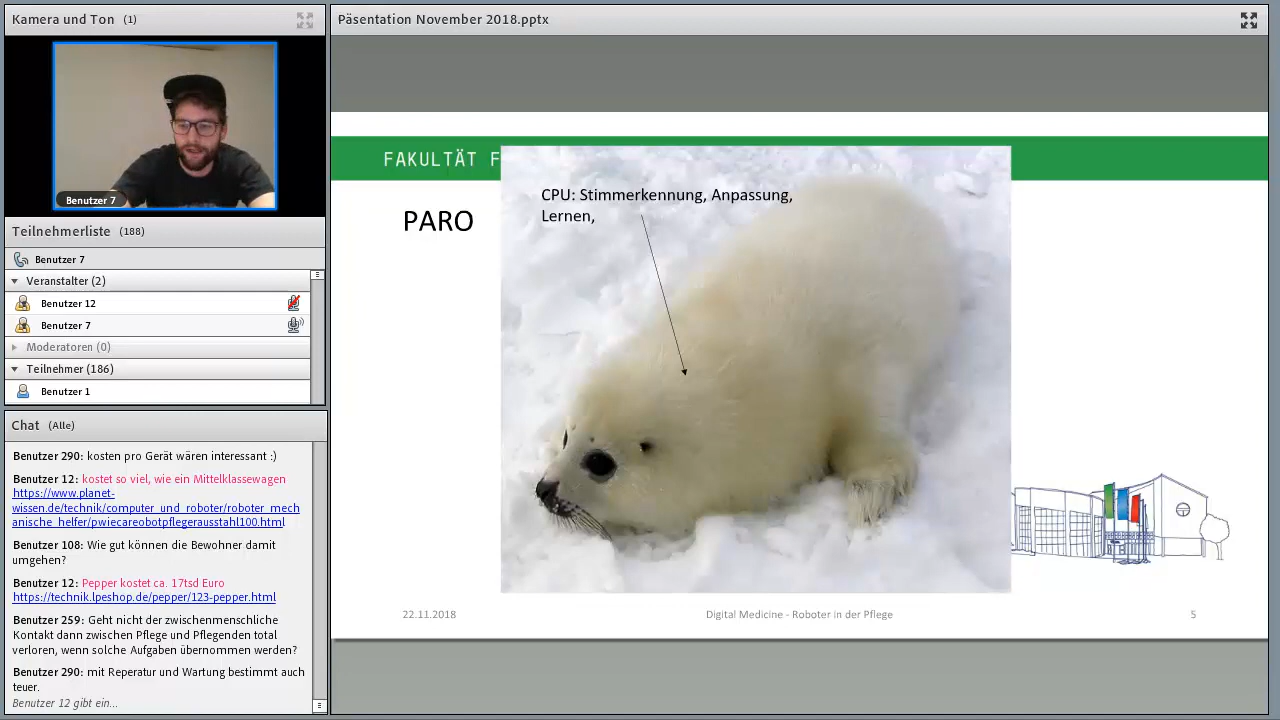 Kamera und Ton (1)
Benutzer 7
Teilnehmerliste (188)
Benutzer 7
Veranstalter (2)
Benutzer 12
Benutzer 7
Moderatoren (0)
Teilnehmer (186)
Benutzer 1
Chat (Alle)
Benutzer 290: kosten pro Gerät wären interessant :)
Benutzer 12: kostet so viel, wie ein Mittelklassewagen
https://www.planet-
wissen.de/technik/computer_und_roboter/roboter_mech
anische_helfer/pwiecareobotpflegerausstahl100.html
Benutzer 108: Wie gut können die Bewohner damit
umgehen?
Benutzer 12: Pepper kostet ca. 17tsd Euro
https://technik.lpeshop.de/pepper/123-pepper.html
Benutzer 259: Geht nicht der zwischenmenschliche
Kontakt dann zwischen Pflege und Pflegenden total
verloren, wenn solche Aufgaben übernommen werden?
Benutzer 290: mit Reperatur und Wartung bestimmt auch
teuer.
Benutzer 12 gibt ein...
Päsentation November 2018.pptx
FAKULTÄT F
PARO
CPU: Stimmerkennung, Anpassung,
Lernen,
22.11.2018
Digital Medicine - Roboter in der Pflege
5